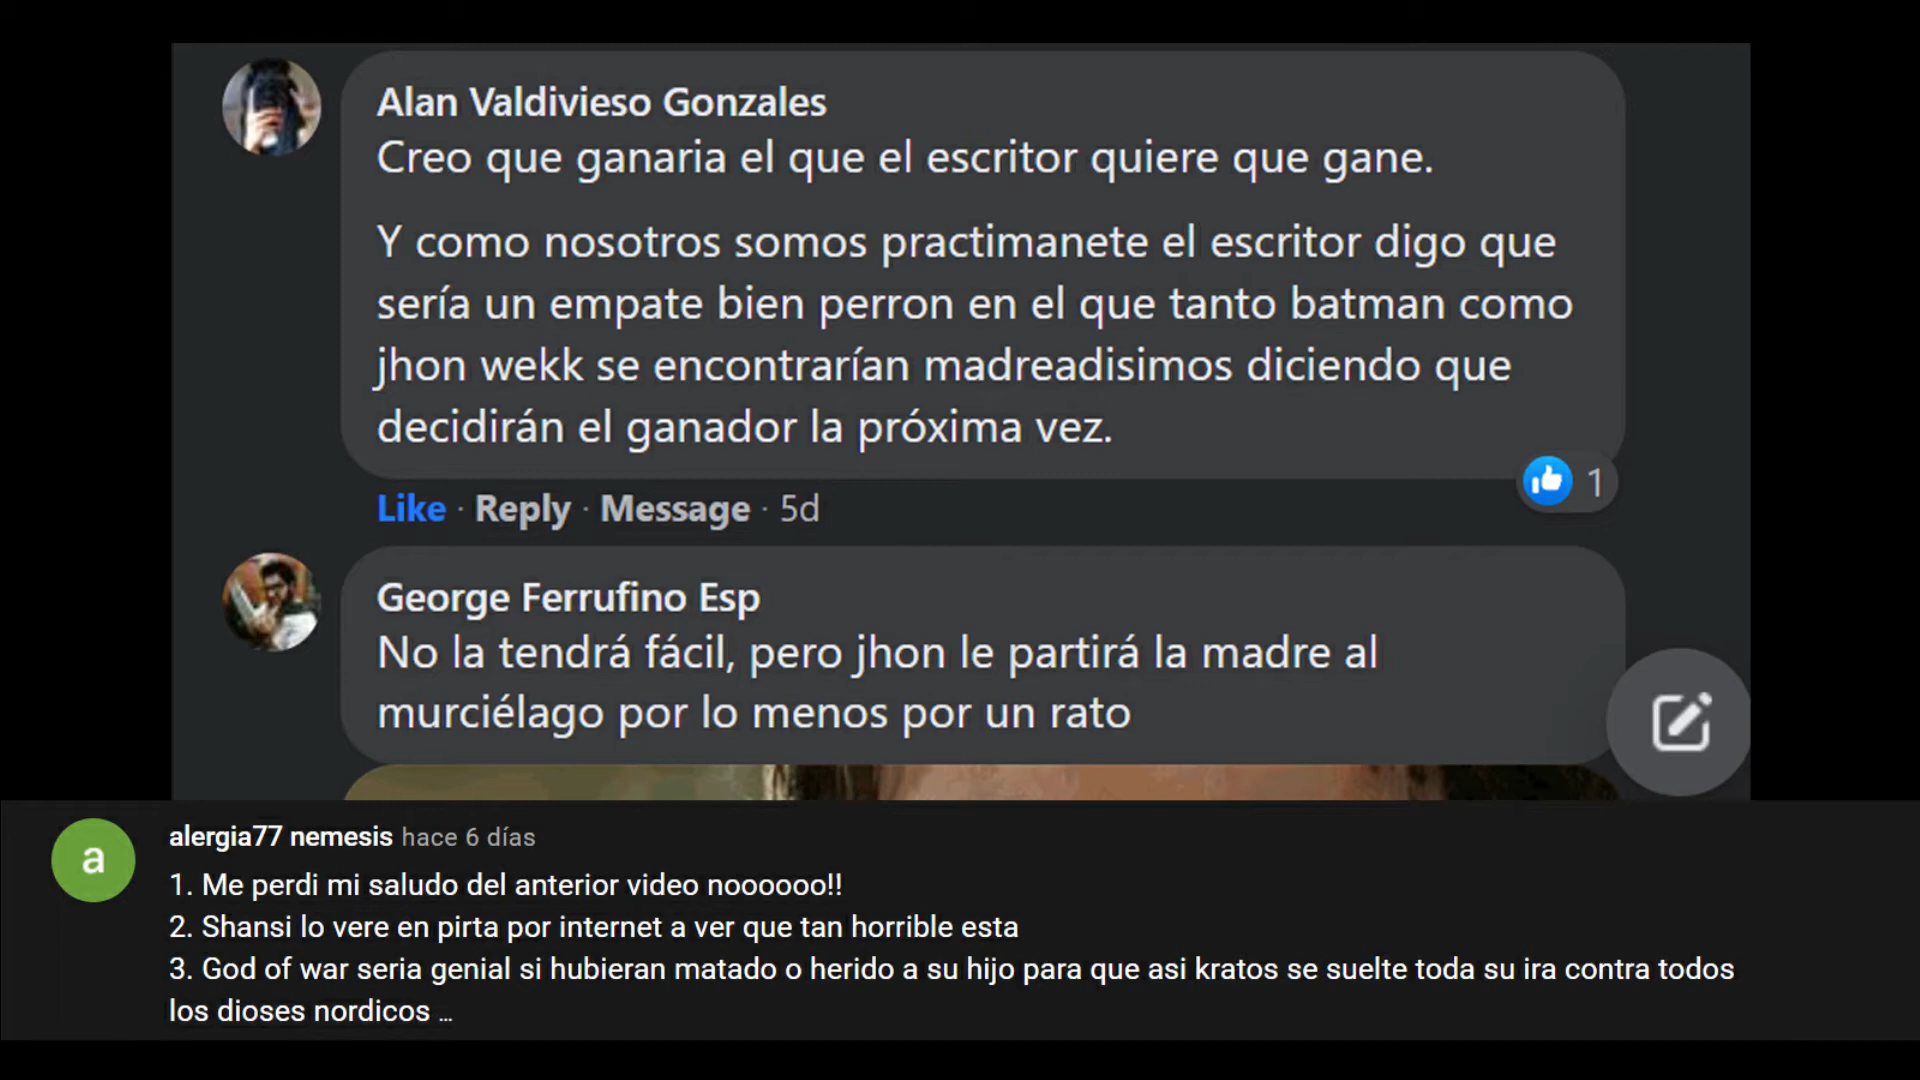 Alan Valdivieso Gonzales
Creo que ganaria el que el escritor quiere que gane.
Y como nosotros somos practimanete el escritor digo que
sería un empate bien perron en el que tanto batman como
jhon wekk se encontrarían madreadisimos diciendo que
decidirán el ganador la próxima vez.
1
Like · Reply · Message · 5d
George Ferrufino Esp
No la tendrá fácil, pero jhon le partirá la madre al
murciélago por lo menos por un rato
a
alergia77 nemesis hace 6 días
1. Me perdi mi saludo del anterior video noooooo!!
2. Shansi lo vere en pirta por internet a ver que tan horrible esta
3. God of war seria genial si hubieran matado o herido a su hijo para que asi kratos se suelte toda su ira contra todos
los dioses nordicos ...